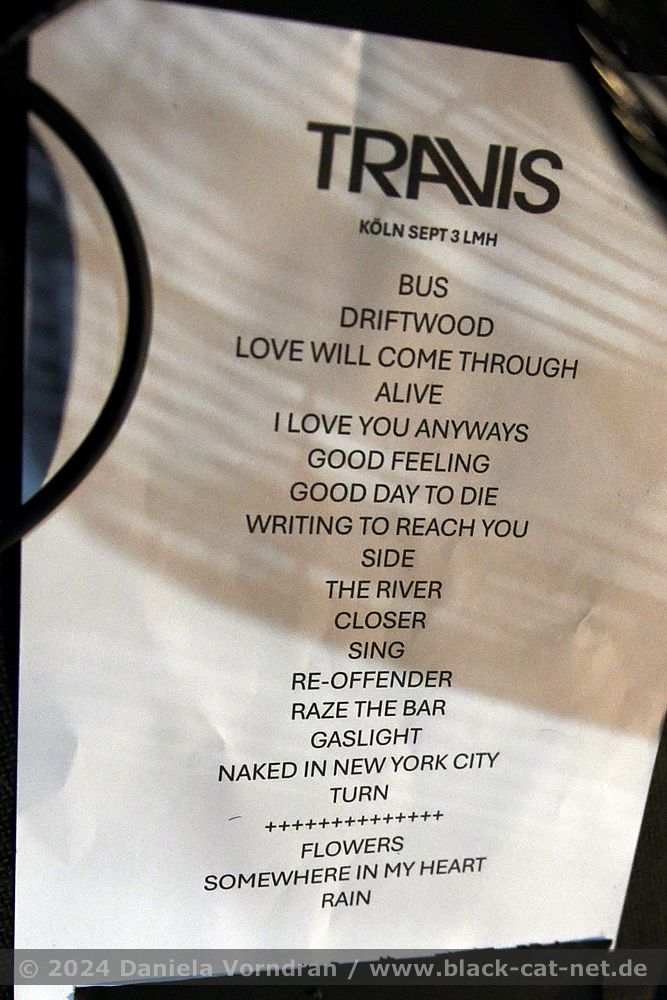 TRAVIS
KÖLN SEPT 3 LMH
BUS
DRIFTWOOD
LOVE WILL COME THROUGH
ALIVE
I LOVE YOU ANYWAYS
GOOD FEELING
GOOD DAY TO DIE
WRITING TO REACH YOU
SIDE
THE RIVER
CLOSER
SING
RE-OFFENDER
RAZE THE BAR
GASLIGHT
NAKED IN NEW YORK CITY
TURN
++++++++++++++
FLOWERS
SOMEWHERE IN MY HEART
RAIN
© 2024 Daniela Vorndran / www.black-cat-net.de